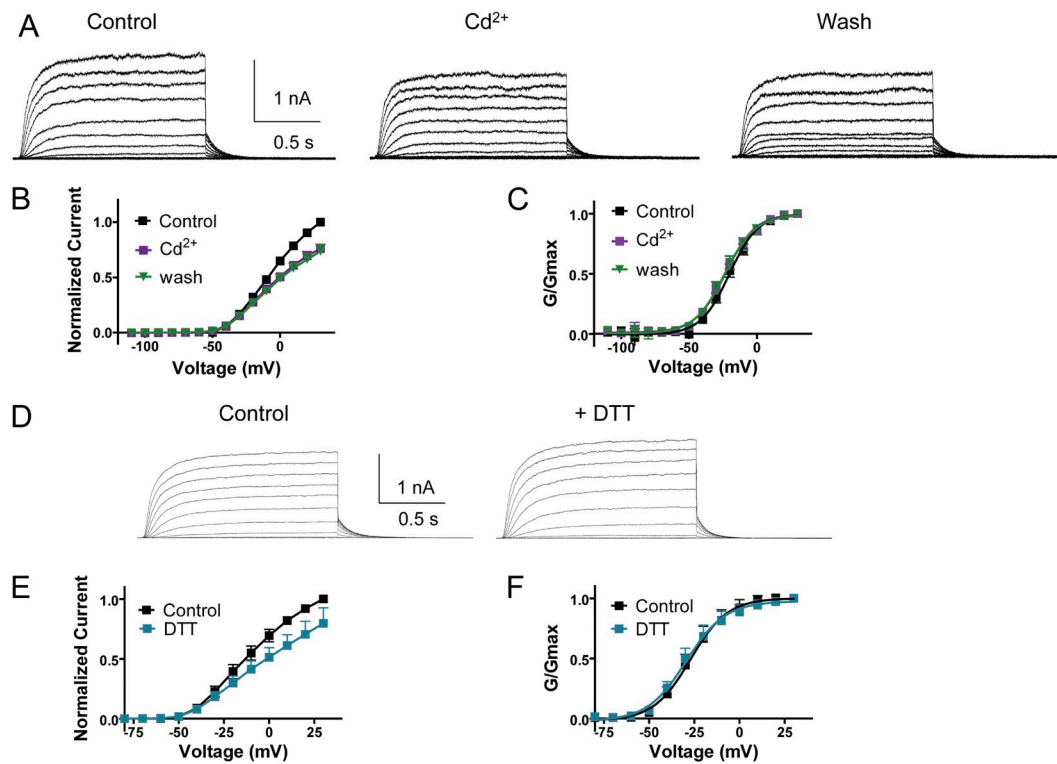 A
Control
Cd²⁺
Wash
1 nA
0.5 s
B
Normalized Current
1.0
0.5
0.0
Control
Cd²⁺
wash
-100
-50
0
Voltage (mV)
C
G/Gmax
1.0
0.5
0.0
Control
Cd²⁺
wash
-100
-50
0
Voltage (mV)
D
Control
+ DTT
1 nA
0.5 s
E
Normalized Current
1.0
0.5
0.0
Control
DTT
-75
-50
-25
0
25
Voltage (mV)
F
G/Gmax
1.0
0.5
0.0
Control
DTT
-75
-50
-25
0
25
Voltage (mV)